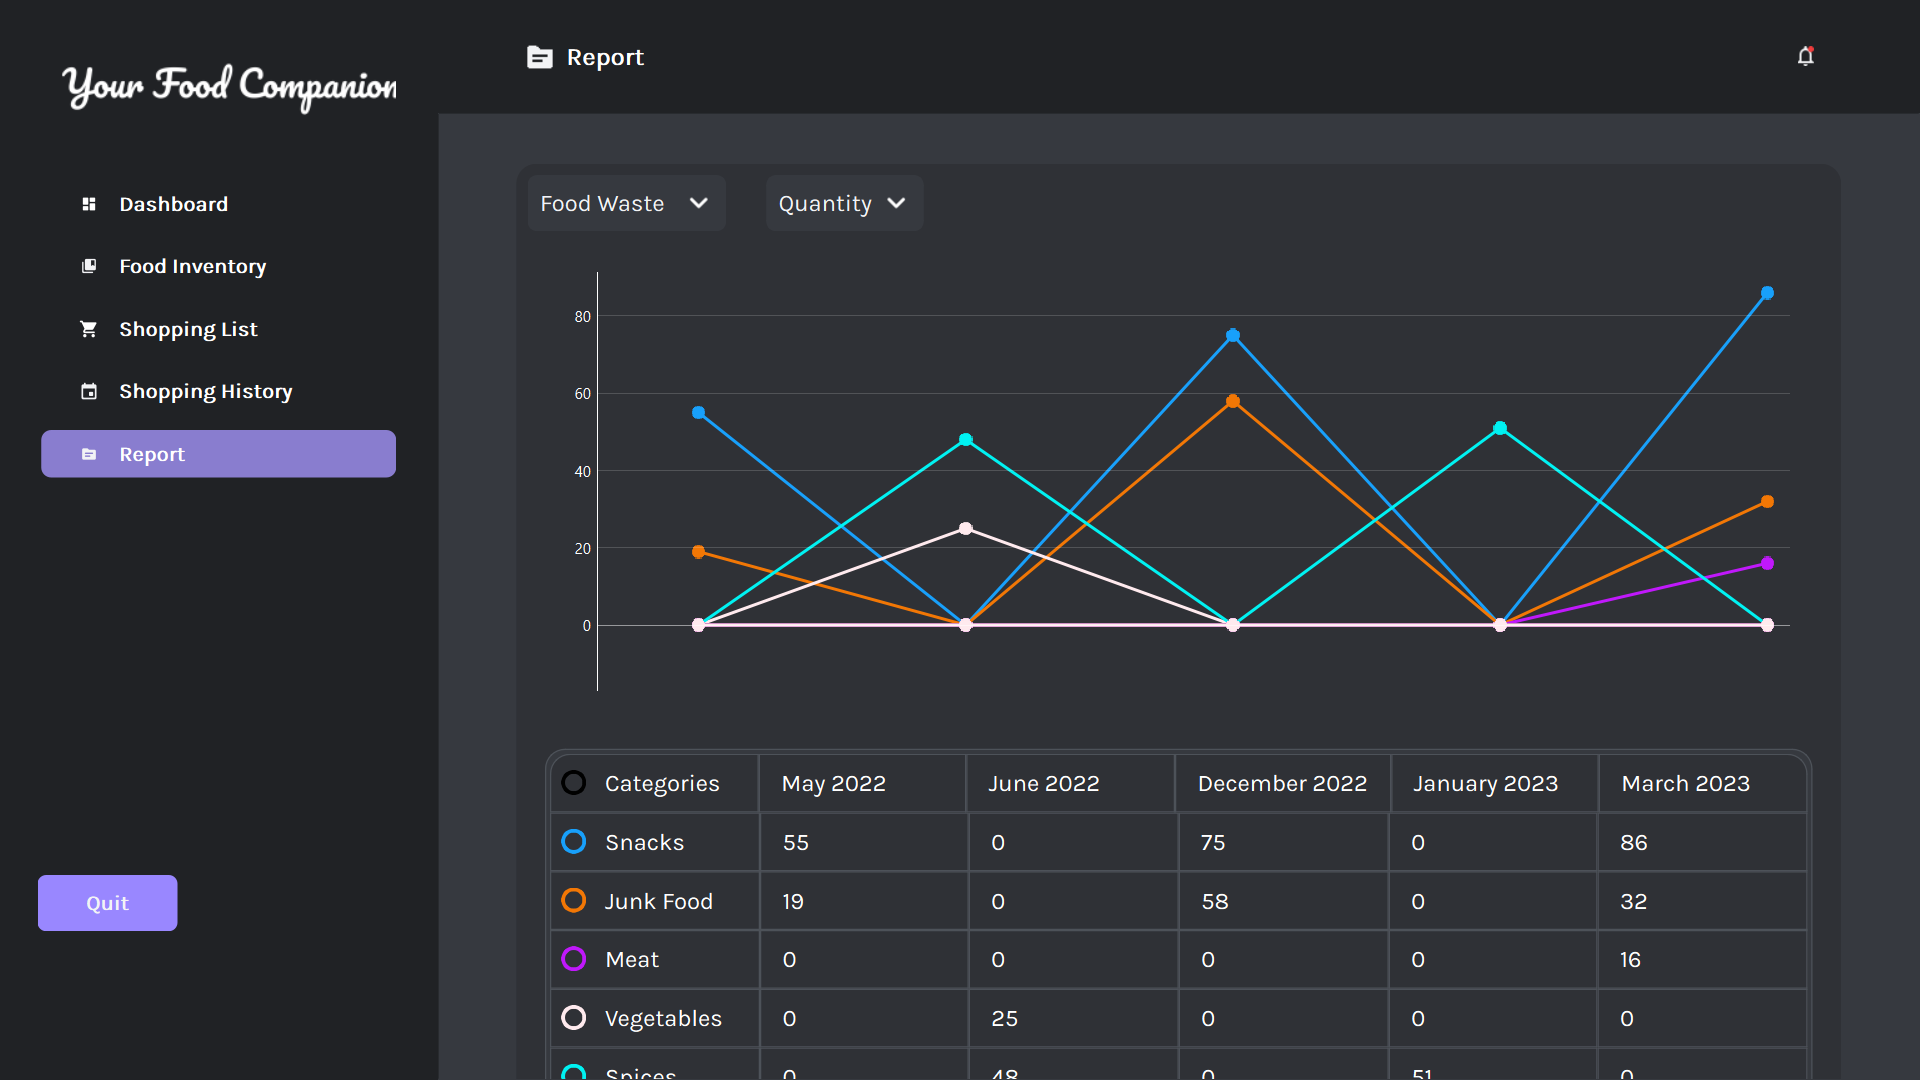 Your Food Companion
Report
Dashboard
Food Inventory
Shopping List
Shopping History
Report
Quit
Food Waste
Quantity
80
60
40
20
0
Categories May 2022 June 2022 December 2022 January 2023 March 2023
Snacks 55 0 75 0 86
Junk Food 19 0 58 0 32
Meat 0 0 0 0 16
Vegetables 0 25 0 0 0
Spices 0 48 0 51 0